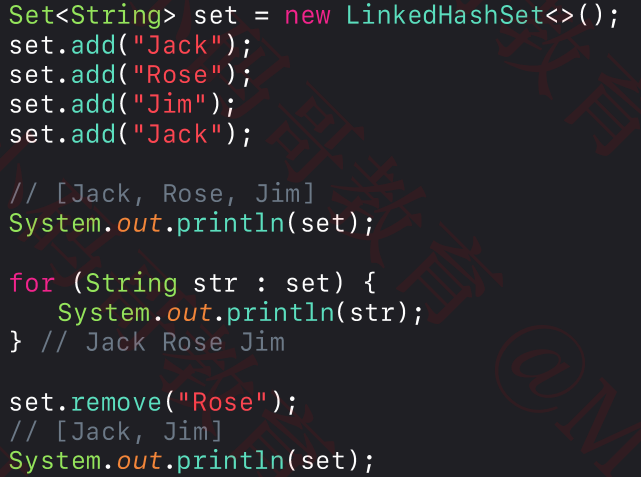 Set<String> set = new LinkedHashSet<>();
set.add("Jack");
set.add("Rose");
set.add("Jim");
set.add("Jack");
// [Jack, Rose, Jim]
System.out.println(set);
for (String str : set) {
    System.out.println(str);
} // Jack Rose Jim
set.remove("Rose");
// [Jack, Jim]
System.out.println(set);